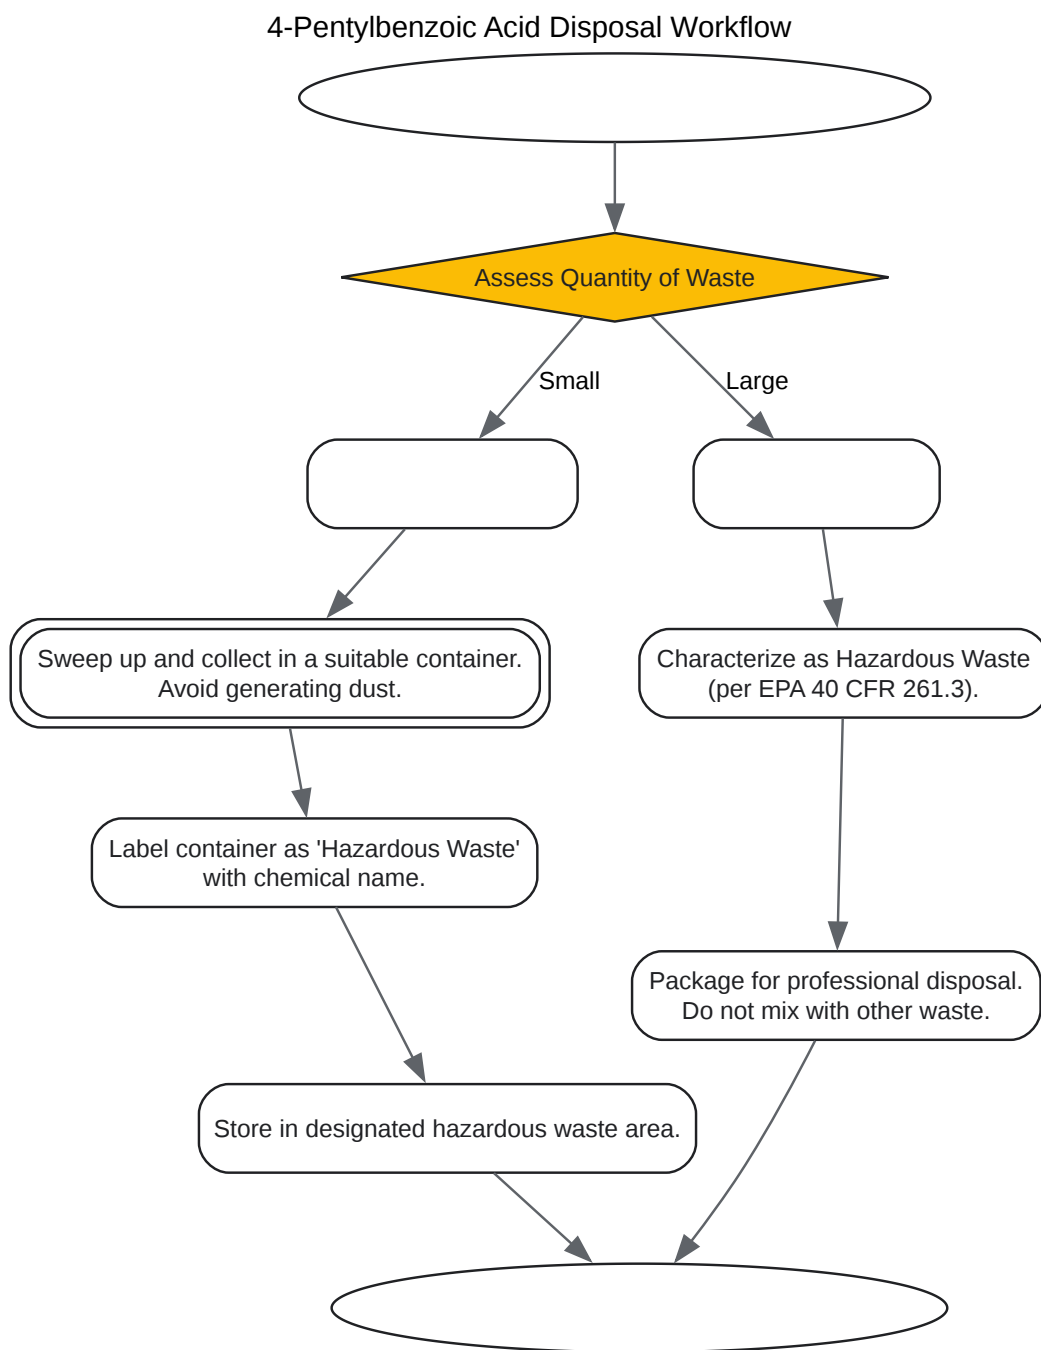 4-Pentylbenzoic Acid Disposal Workflow
Assess Quantity of Waste
Small
Large
Sweep up and collect in a suitable container.
Avoid generating dust.
Characterize as Hazardous Waste
(per EPA 40 CFR 261.3).
Label container as 'Hazardous Waste'
with chemical name.
Package for professional disposal.
Do not mix with other waste.
Store in designated hazardous waste area.